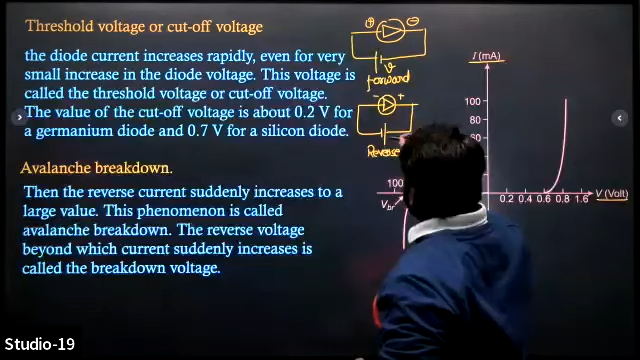 Threshold voltage or cut-off voltage
the diode current increases rapidly, even for very
small increase in the diode voltage. This voltage is
called the threshold voltage or cut-off voltage.
The value of the cut-off voltage is about 0.2 V for
a germanium diode and 0.7 V for a silicon diode.
Avalanche breakdown.
Then the reverse current suddenly increases to a
large value. This phenomenon is called
avalanche breakdown. The reverse voltage
beyond which current suddenly increases is
called the breakdown voltage.
+ −
V
forward
− +
Reverse
I (mA)
100
80
60
100
0.2 0.4 0.6 0.8 1.6 V (Volt)
Vbr
Studio-19